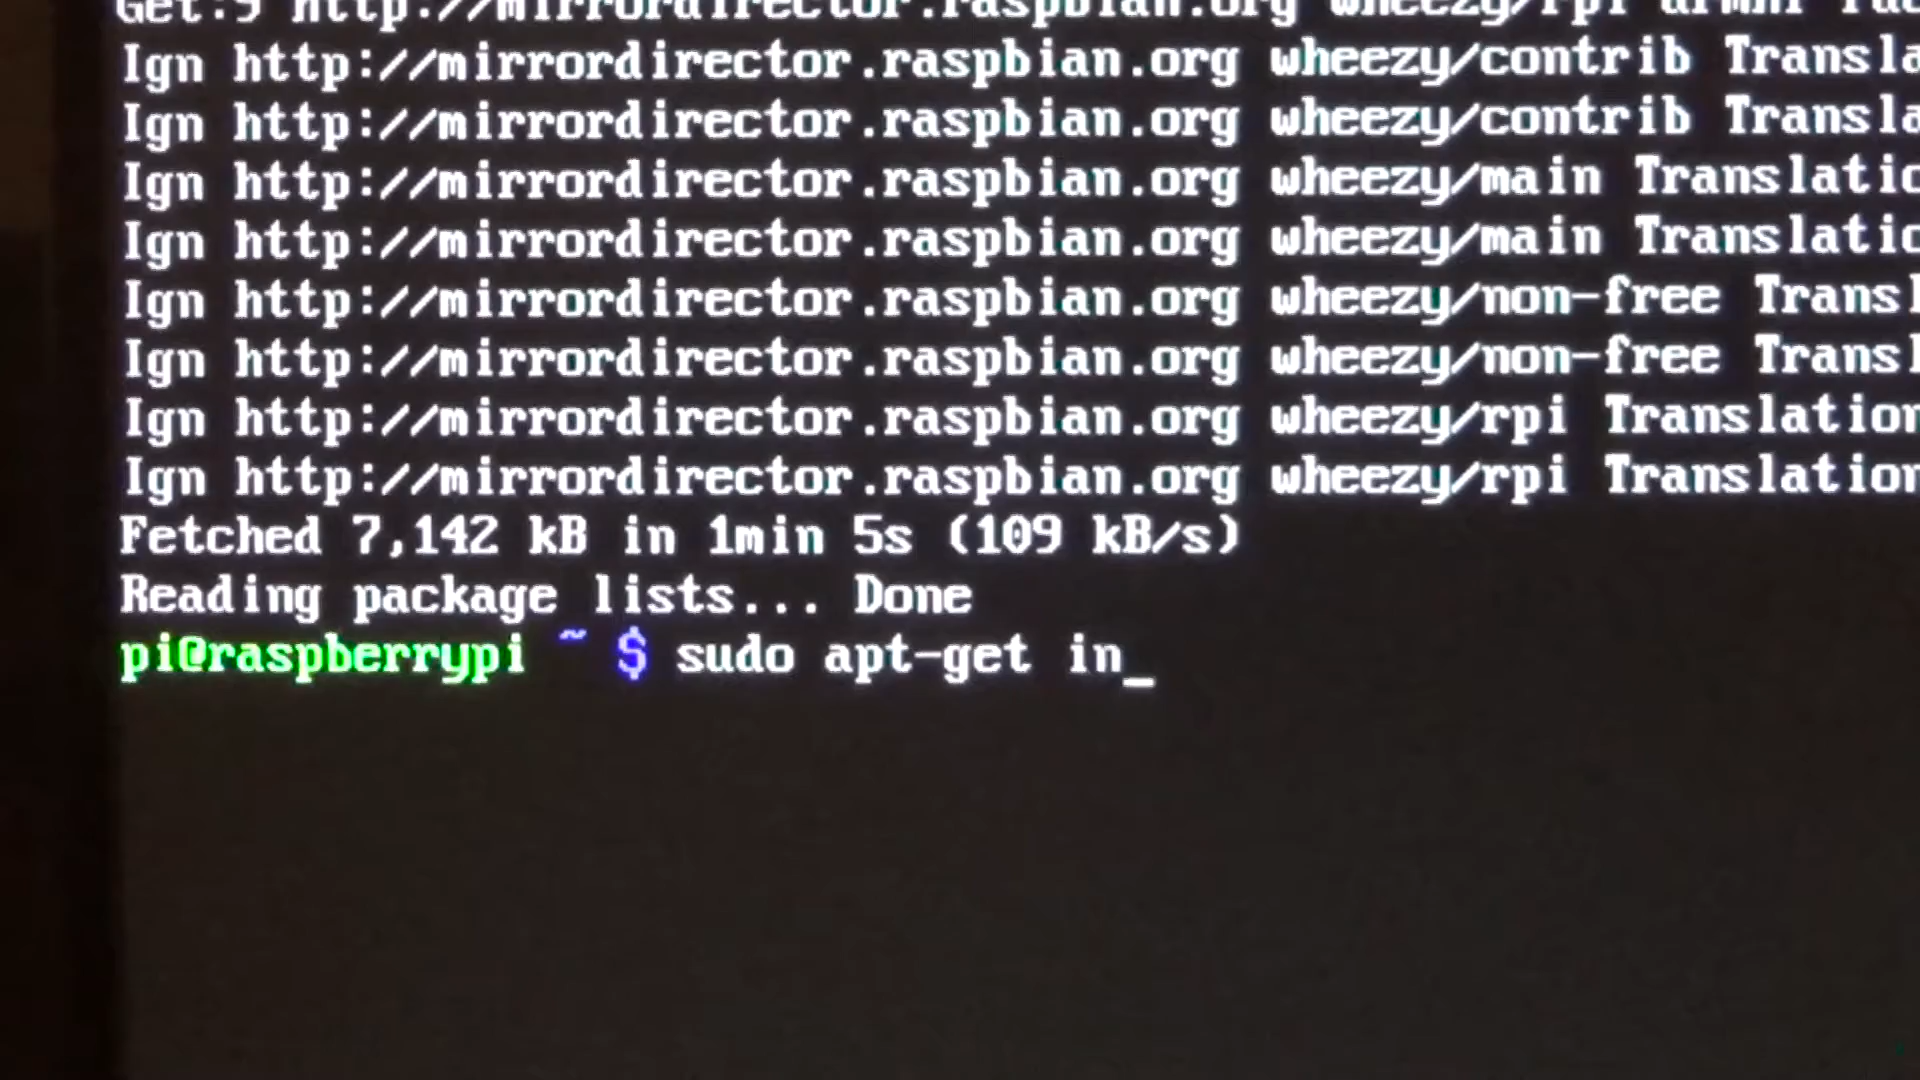 http://mirrordirector.raspbian.org wheezy/rpi
Ign http://mirrordirector.raspbian.org wheezy/contrib Transla
Ign http://mirrordirector.raspbian.org wheezy/contrib Transla
Ign http://mirrordirector.raspbian.org wheezy/main Translatio
Ign http://mirrordirector.raspbian.org wheezy/main Translatio
Ign http://mirrordirector.raspbian.org wheezy/non-free Transl
Ign http://mirrordirector.raspbian.org wheezy/non-free Transl
Ign http://mirrordirector.raspbian.org wheezy/rpi Translation
Ign http://mirrordirector.raspbian.org wheezy/rpi Translation
Fetched 7,142 kB in 1min 5s (109 kB/s)
Reading package lists... Done
pi@raspberrypi ~ $ sudo apt-get in_